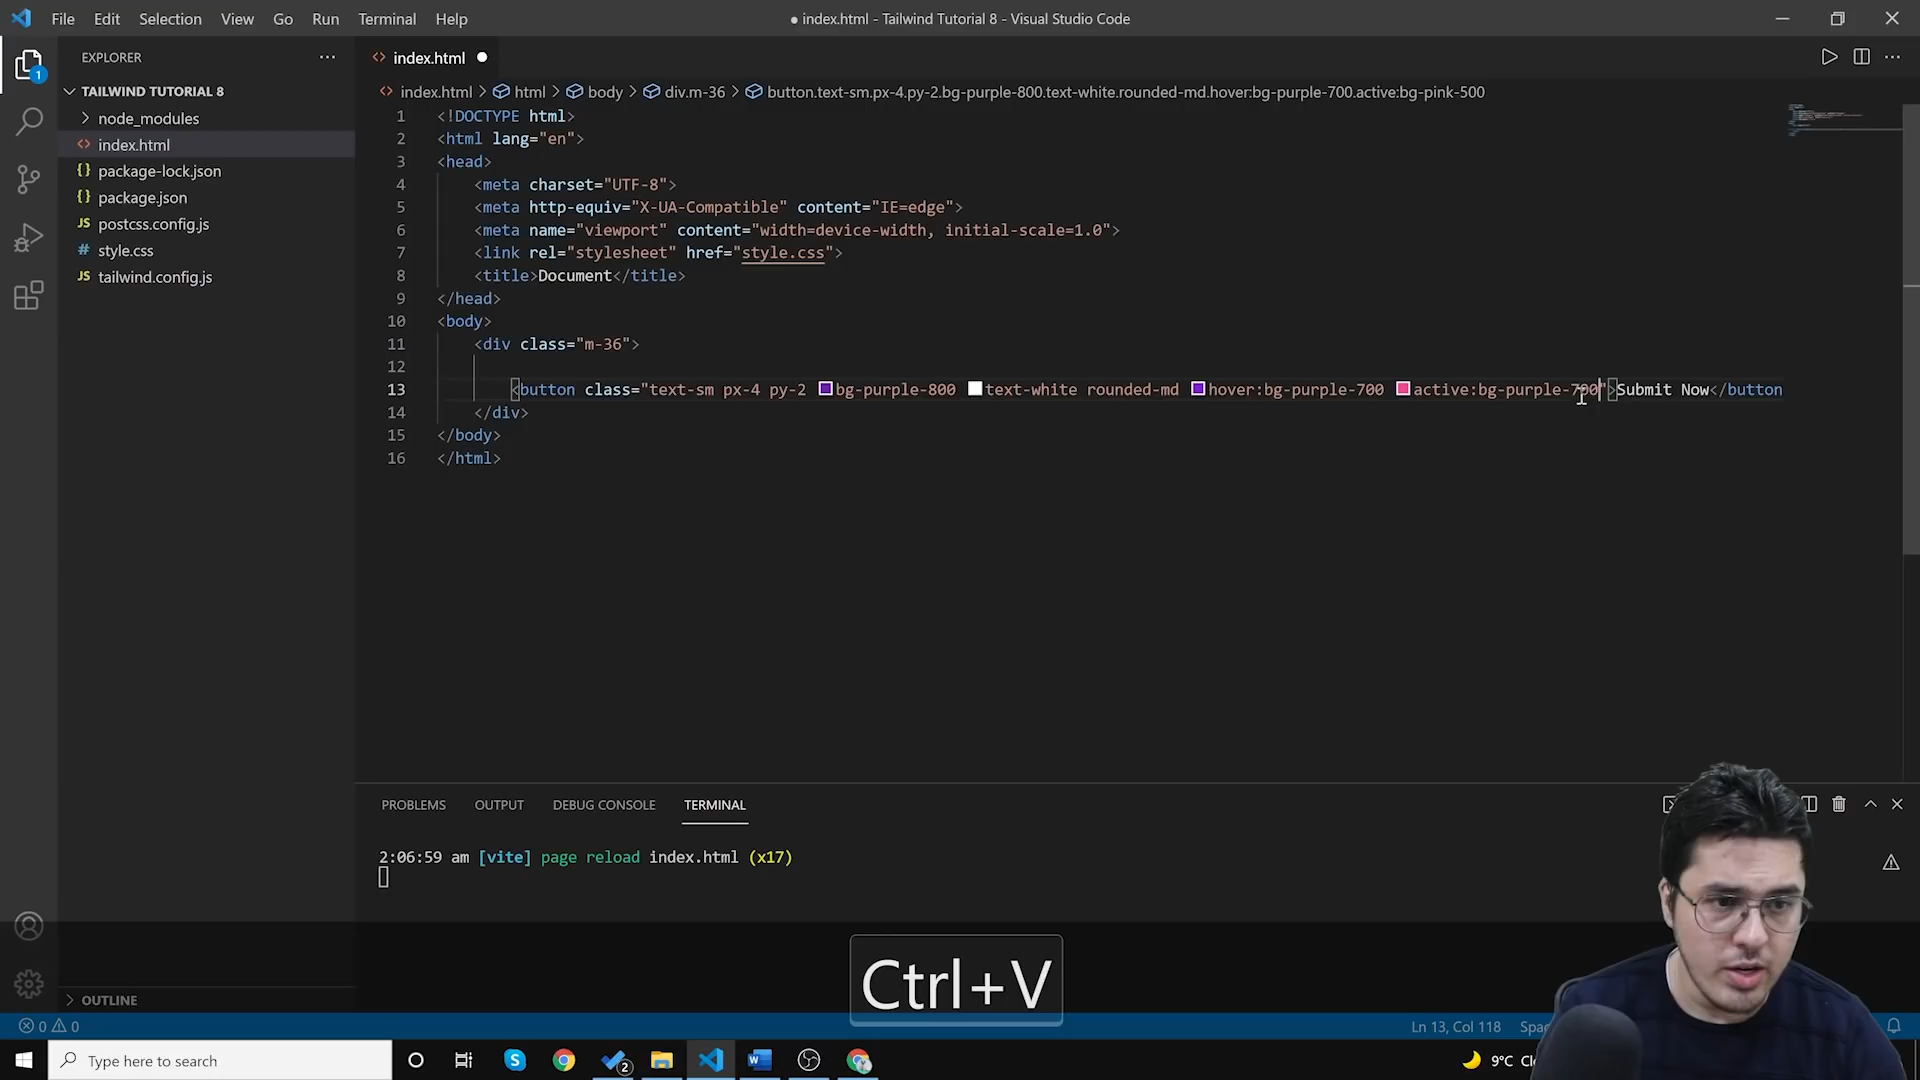 File Edit Selection View Go Run Terminal Help
● index.html - Tailwind Tutorial 8 - Visual Studio Code
EXPLORER
index.html
1
TAILWIND TUTORIAL 8
node_modules
index.html
package-lock.json
package.json
postcss.config.js
style.css
tailwind.config.js
index.html > html > body > div.m-36 > button.text-sm.px-4.py-2.bg-purple-800.text-white.rounded-md.hover:bg-purple-700.active:bg-pink-500
1 <!DOCTYPE html>
2 <html lang="en">
3 <head>
4 <meta charset="UTF-8">
5 <meta http-equiv="X-UA-Compatible" content="IE=edge">
6 <meta name="viewport" content="width=device-width, initial-scale=1.0">
7 <link rel="stylesheet" href="style.css">
8 <title>Document</title>
9 </head>
10 <body>
11 <div class="m-36">
12
13 <button class="text-sm px-4 py-2 bg-purple-800 text-white rounded-md hover:bg-purple-700 active:bg-purple-700">Submit Now</button
14 </div>
15 </body>
16 </html>
PROBLEMS OUTPUT DEBUG CONSOLE TERMINAL
2:06:59 am [vite] page reload index.html (x17)
Ctrl+V
OUTLINE
0 0
Ln 13, Col 118
Type here to search
2
9°C